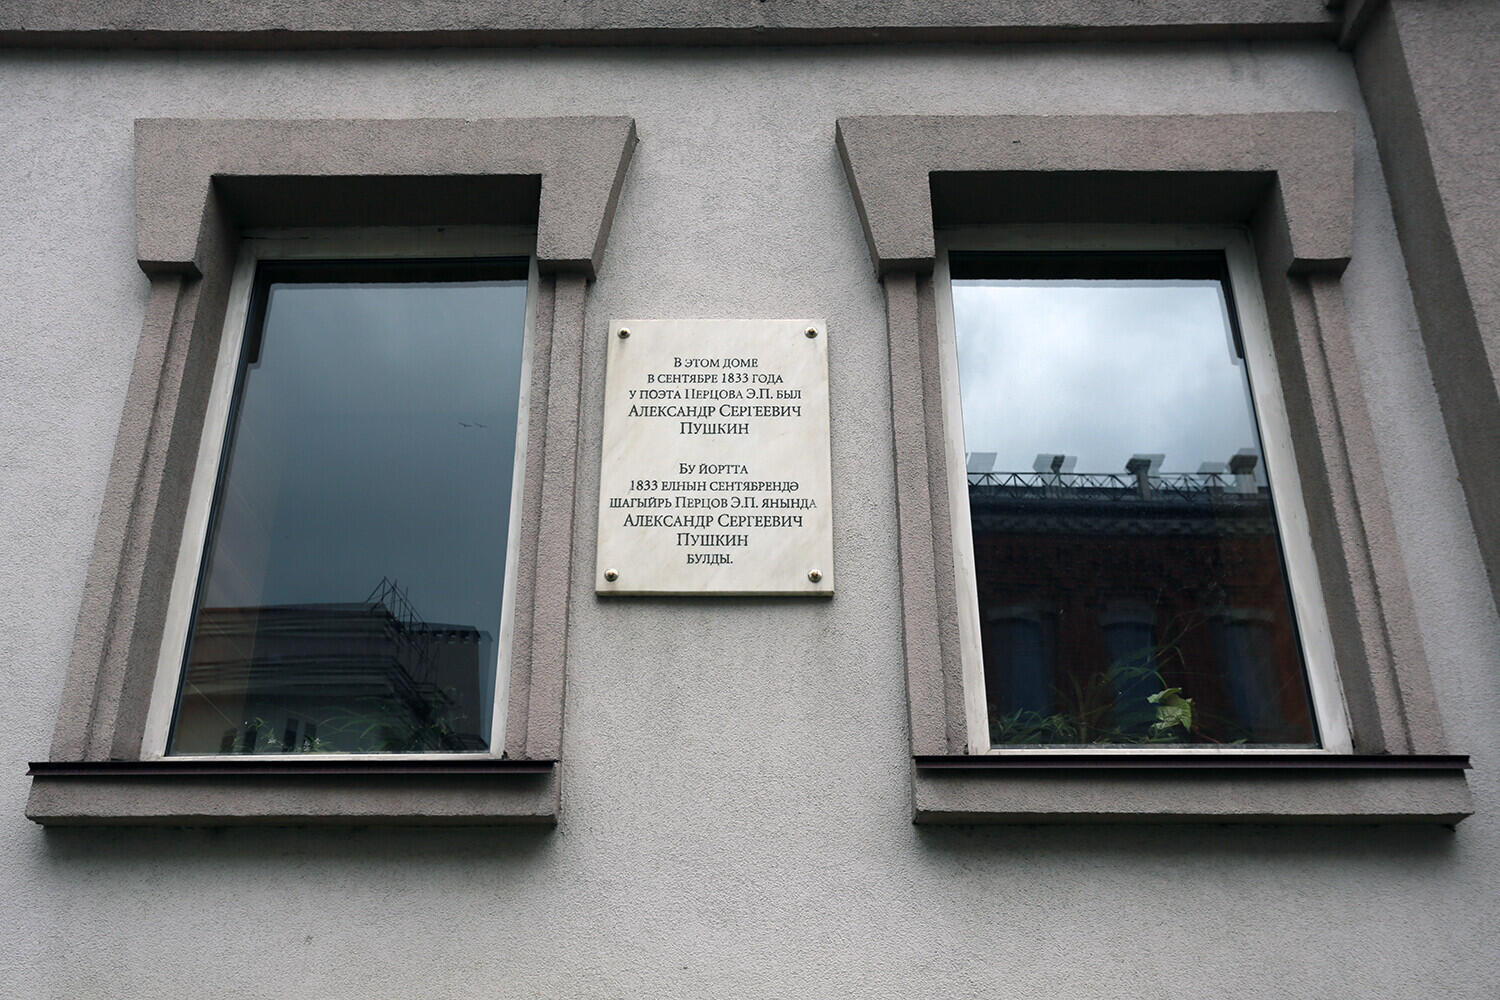 В ЭТОМ ДОМЕ
В СЕНТЯБРЕ 1833 ГОДА
У ПОЭТА ПЕРЦОВА Э.П. БЫЛ
АЛЕКСАНДР СЕРГЕЕВИЧ
ПУШКИН
БУ ЙОРТТА
1833 ЕЛНЫН СЕНТЯБРЕНДӘ
ШАГЫЙРЬ ПЕРЦОВ Э.П. ЯНЫНДА
АЛЕКСАНДР СЕРГЕЕВИЧ
ПУШКИН
БУЛДЫ.